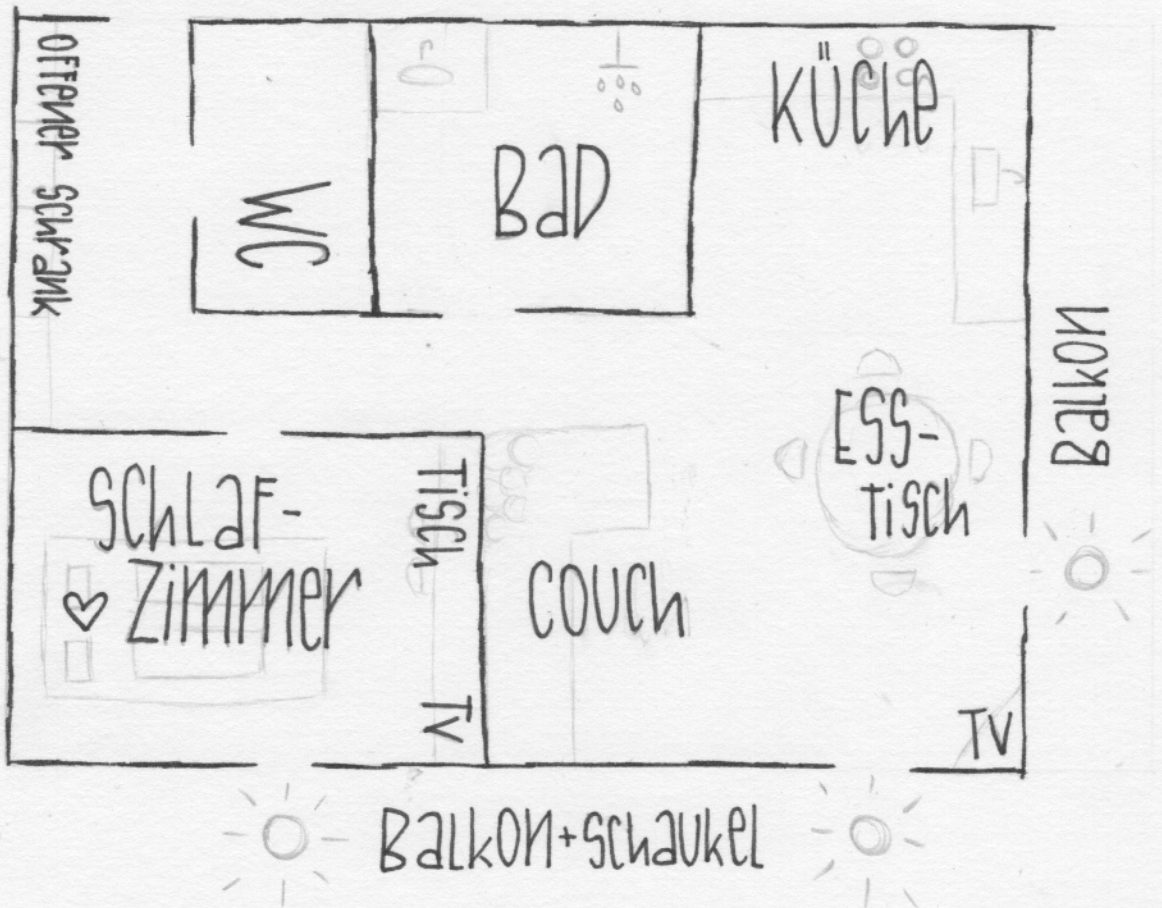 OFFENER SCHRANK
WC
BAD
KÜCHE
BALKON
ESS-
TISCH
SCHLAF-
ZIMMER
TISCH
COUCH
TV
TV
BALKON+SCHAUKEL